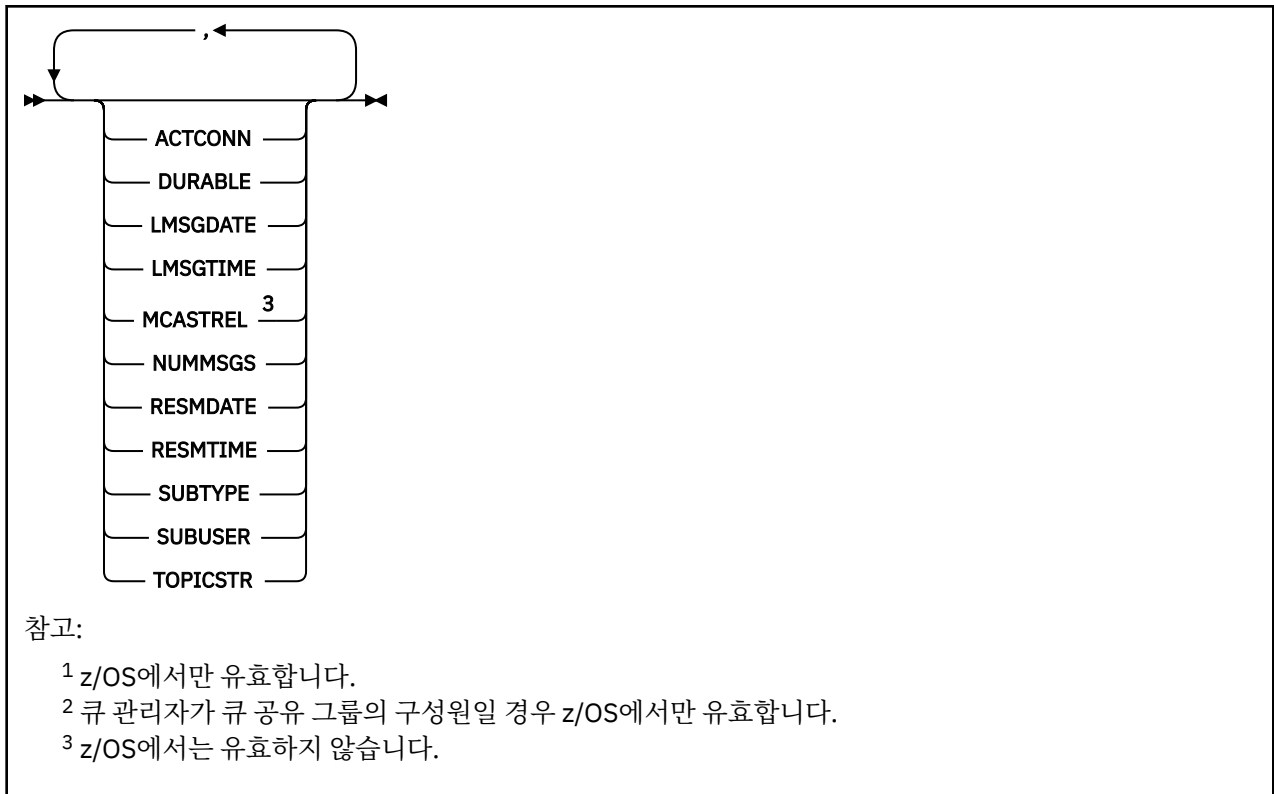 ,
ACTCONN
DURABLE
LMSGDATE
LMSGTIME
MCASTREL 3
NUMMSGS
RESMDATE
RESMTIME
SUBTYPE
SUBUSER
TOPICSTR
참고:
1 z/OS에서만 유효합니다.
2 큐 관리자가 큐 공유 그룹의 구성원일 경우 z/OS에서만 유효합니다.
3 z/OS에서는 유효하지 않습니다.